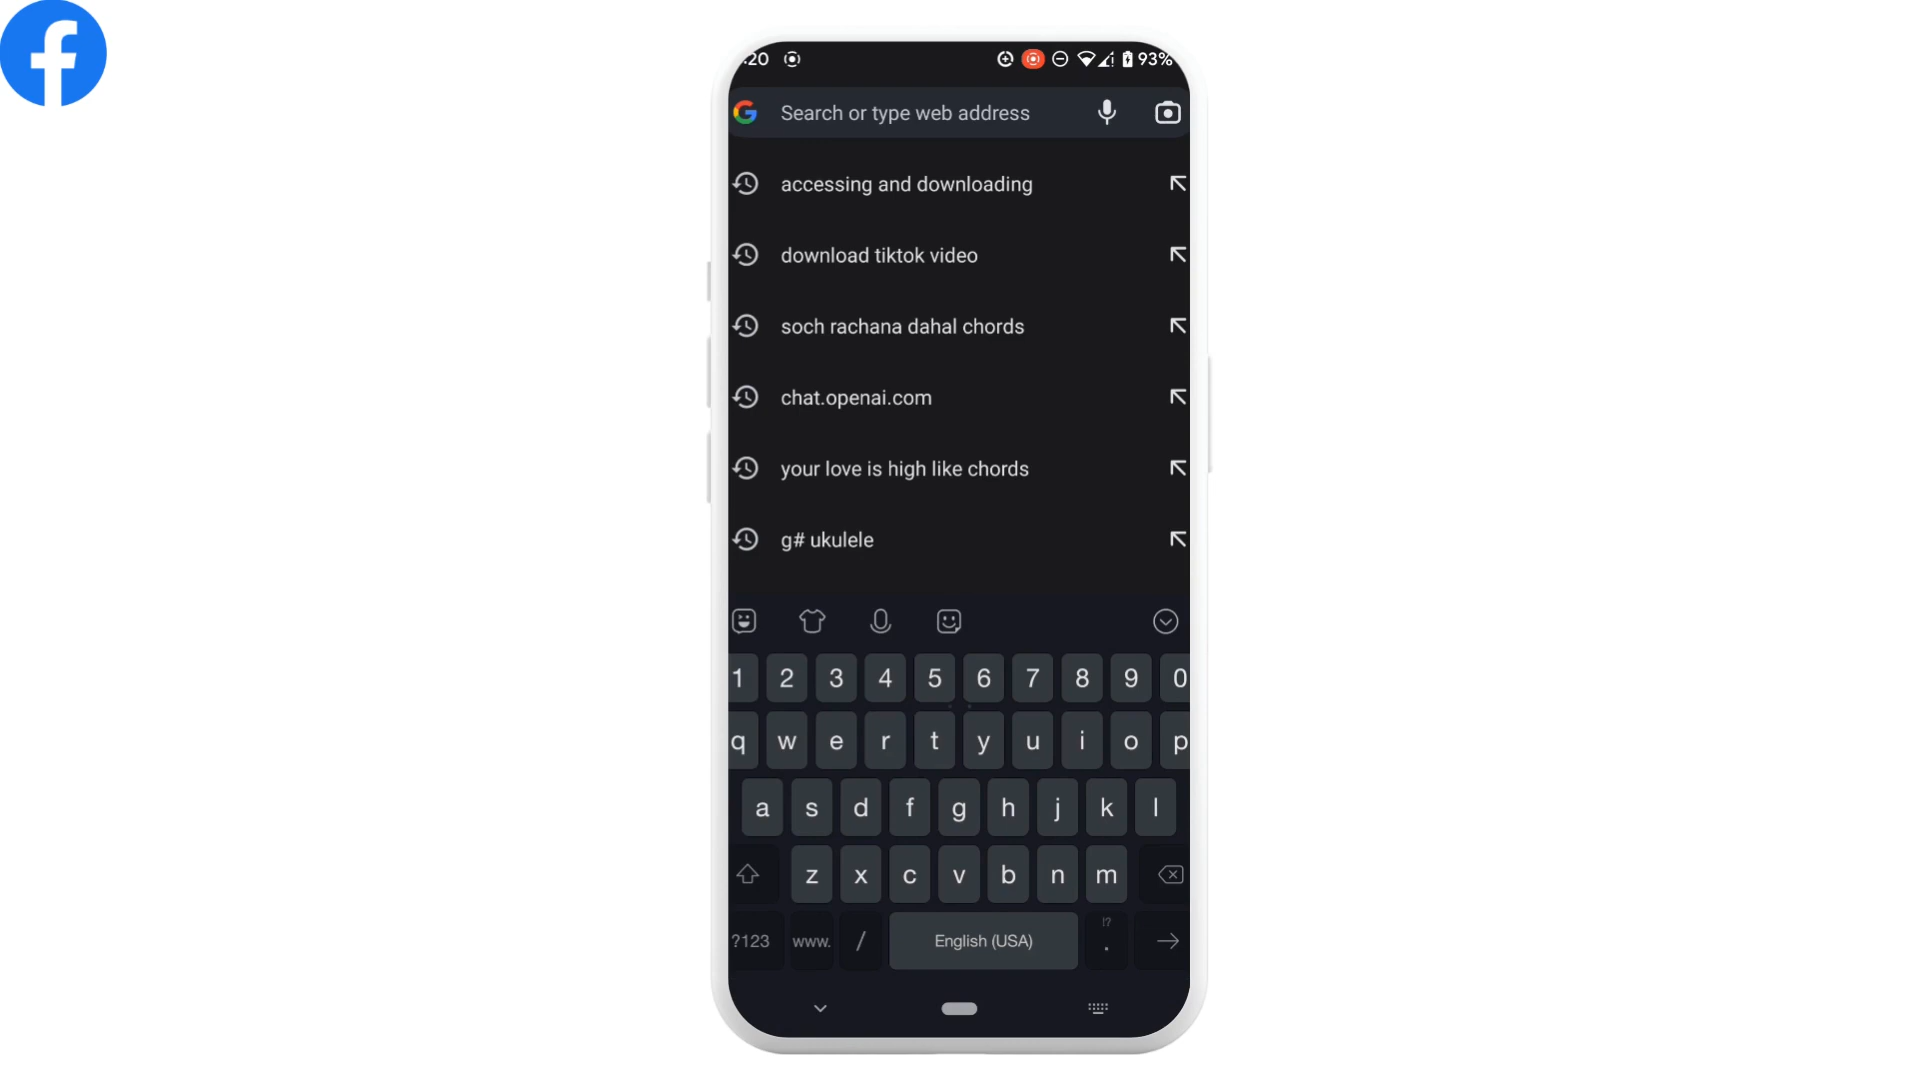 :20 93%
Search or type web address
accessing and downloading
download tiktok video
soch rachana dahal chords
chat.openai.com
your love is high like chords
g# ukulele
1 2 3 4 5 6 7 8 9 0
q w e r t y u i o p
a s d f g h j k l
z x c v b n m
!?
?123 www. / English (USA) .